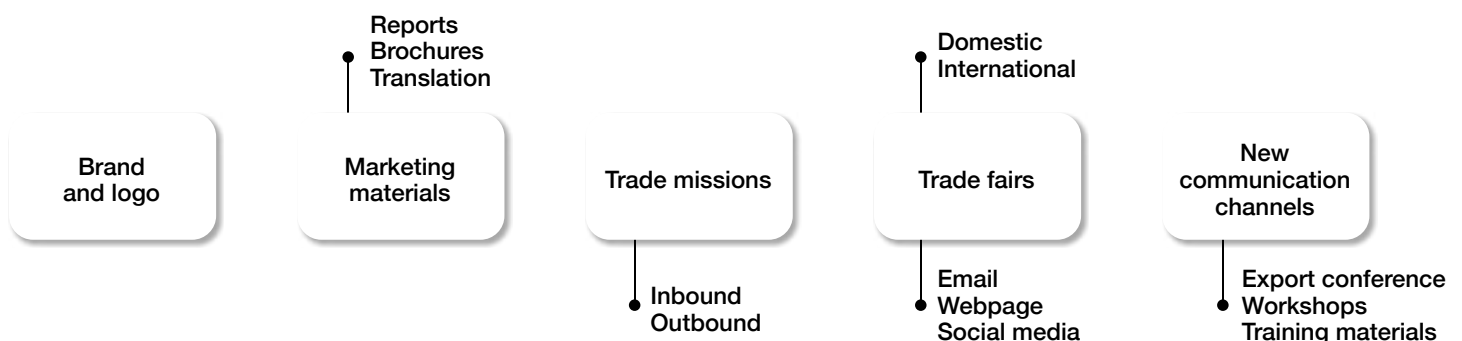 Reports
Brochures
Translation
Domestic
International
Brand
and logo
Marketing
materials
Trade missions
Trade fairs
New
communication
channels
Inbound
Outbound
Email
Webpage
Social media
Export conference
Workshops
Training materials